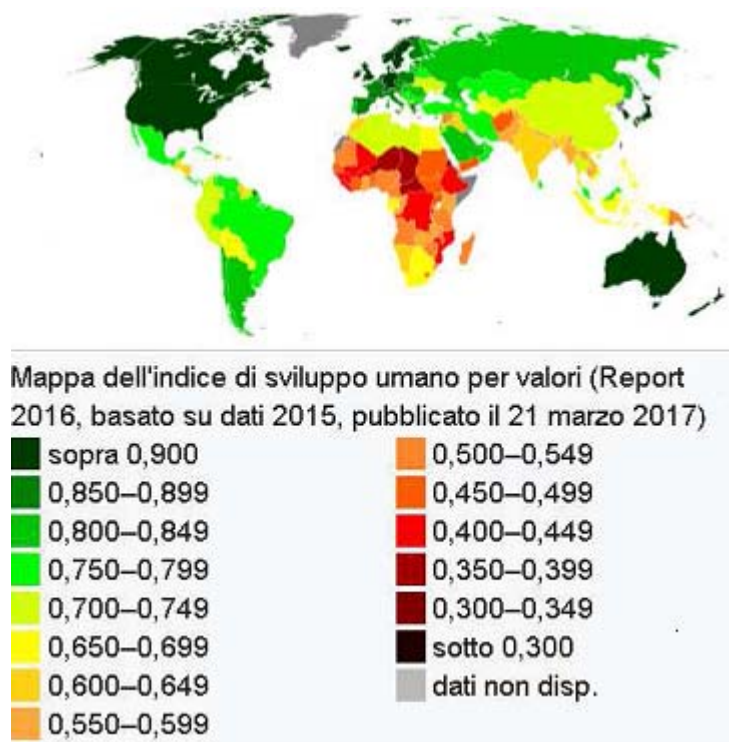 Mappa dell'indice di sviluppo umano per valori (Report
2016, basato su dati 2015, pubblicato il 21 marzo 2017)
sopra 0,900
0,850–0,899
0,800–0,849
0,750–0,799
0,700–0,749
0,650–0,699
0,600–0,649
0,550–0,599
0,500–0,549
0,450–0,499
0,400–0,449
0,350–0,399
0,300–0,349
sotto 0,300
dati non disp.